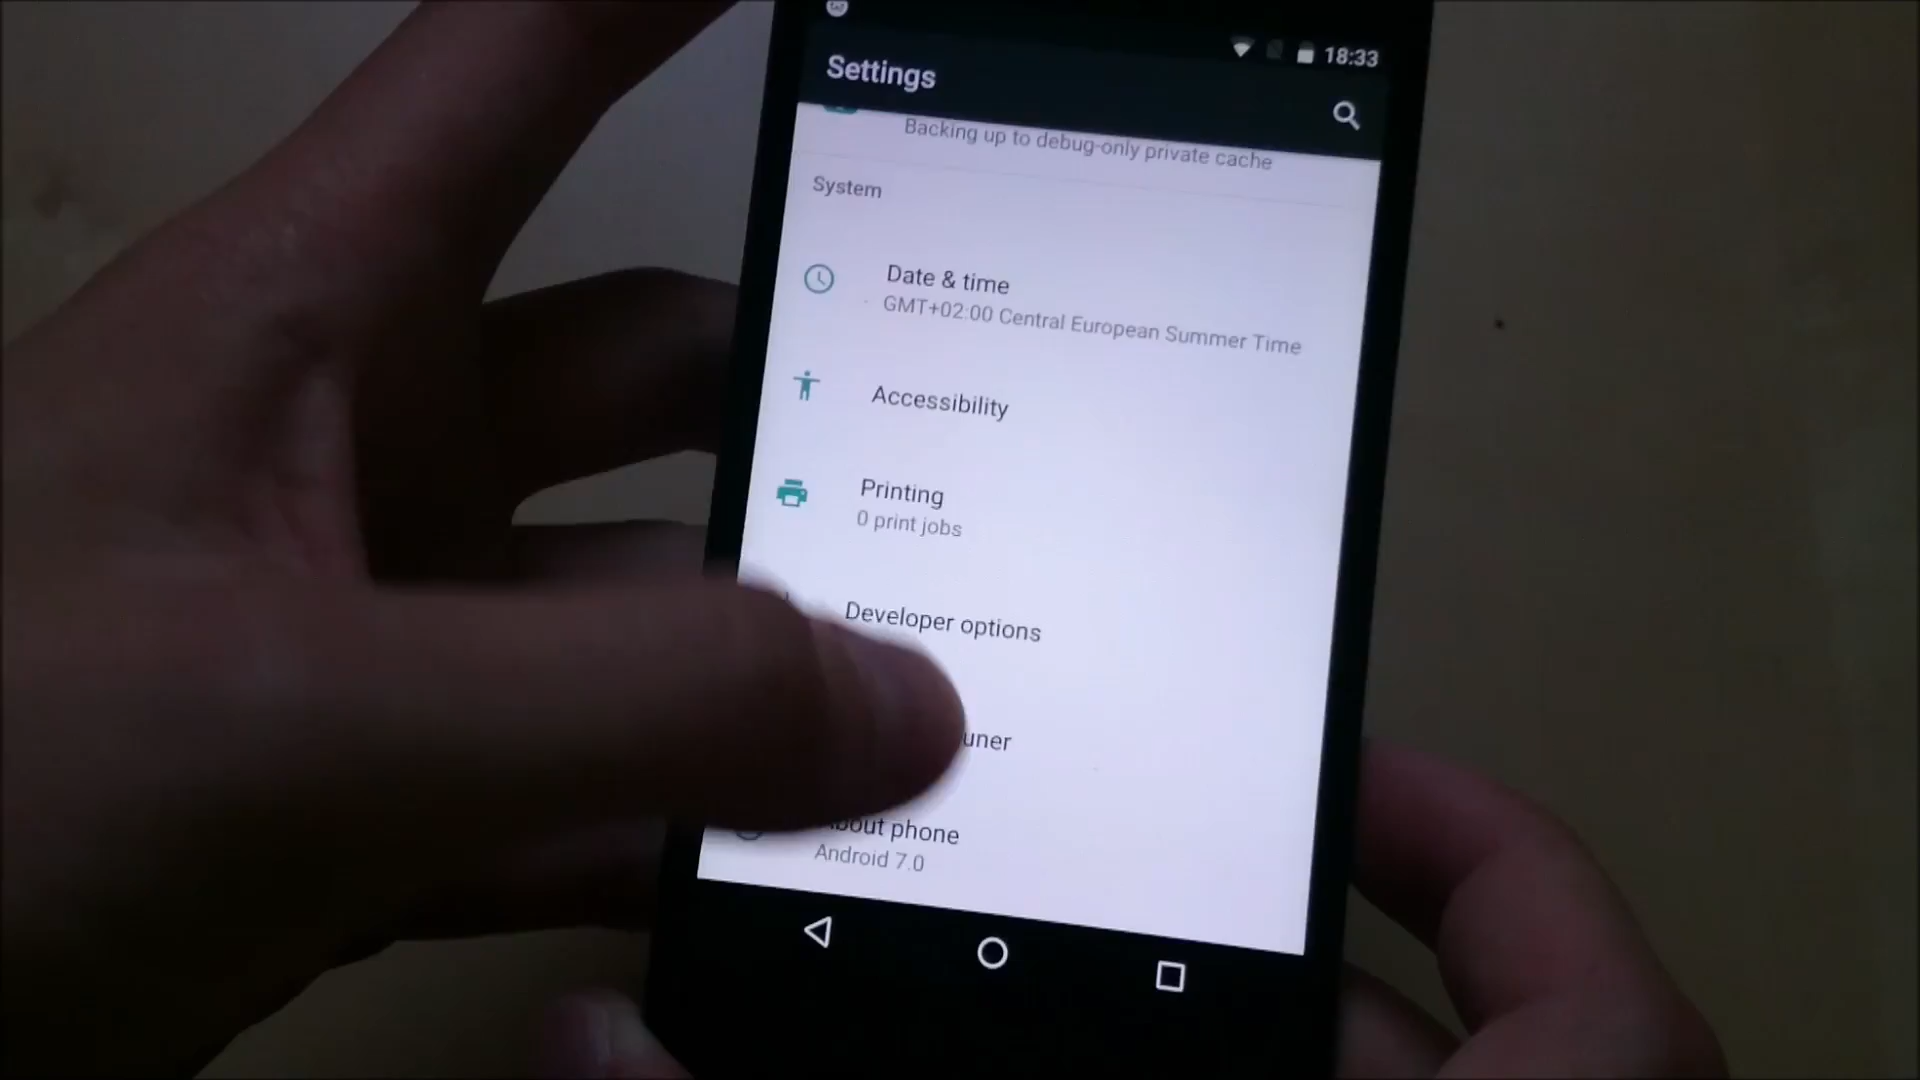 18:33
Settings
Backing up to debug-only private cache
System
Date & time
GMT+02:00 Central European Summer Time
Accessibility
Printing
0 print jobs
Developer options
phone
Android 7.0